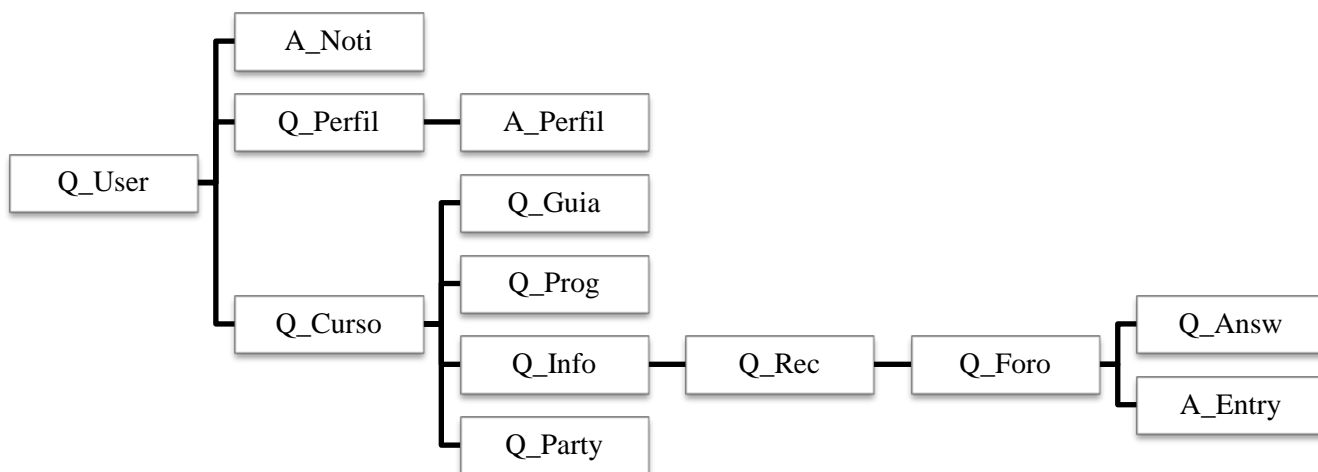 A_Noti
Q_Perfil
A_Perfil
Q_User
Q_Guia
Q_Prog
Q_Curso
Q_Info
Q_Rec
Q_Foro
Q_Answ
A_Entry
Q_Party